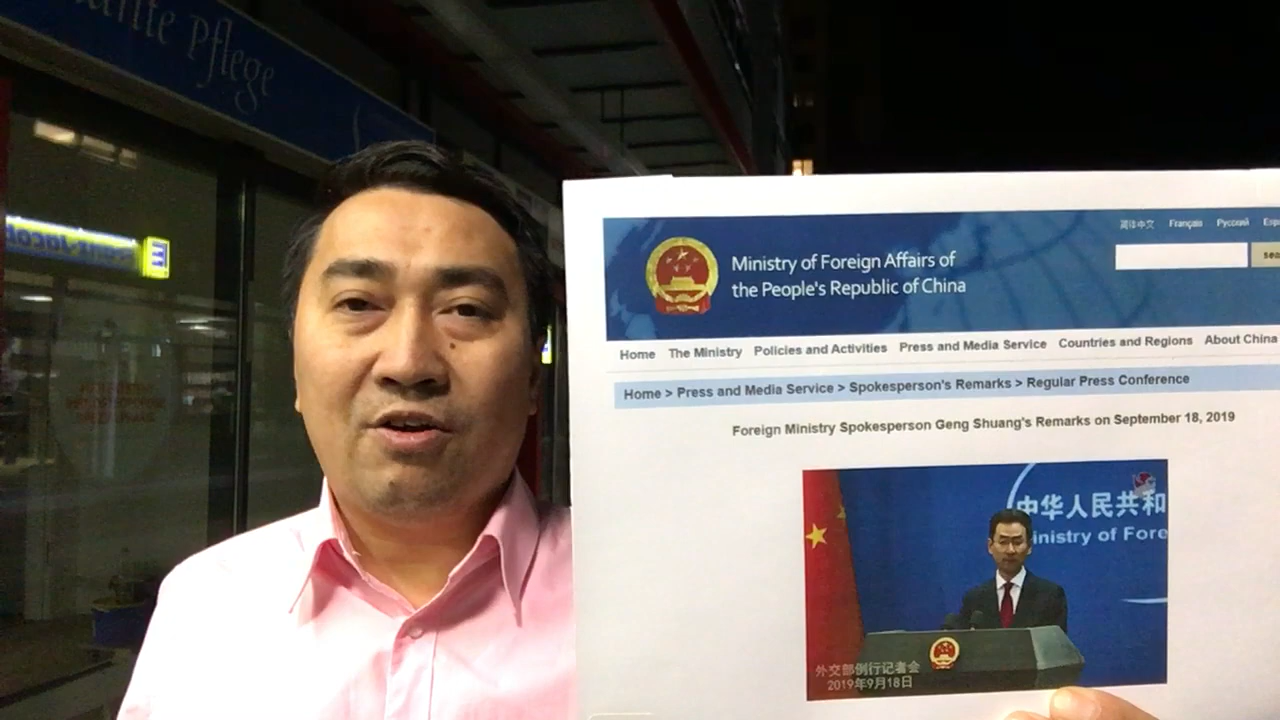 Pflege
Ministry of Foreign Affairs of
the People's Republic of China
简体中文 Français Русский
Home The Ministry Policies and Activities Press and Media Service Countries and Regions About China
Home > Press and Media Service > Spokesperson's Remarks > Regular Press Conference
Foreign Ministry Spokesperson Geng Shuang's Remarks on September 18, 2019
中华人民共和
inistry of Fore
外交部例行记者会
2019年9月18日